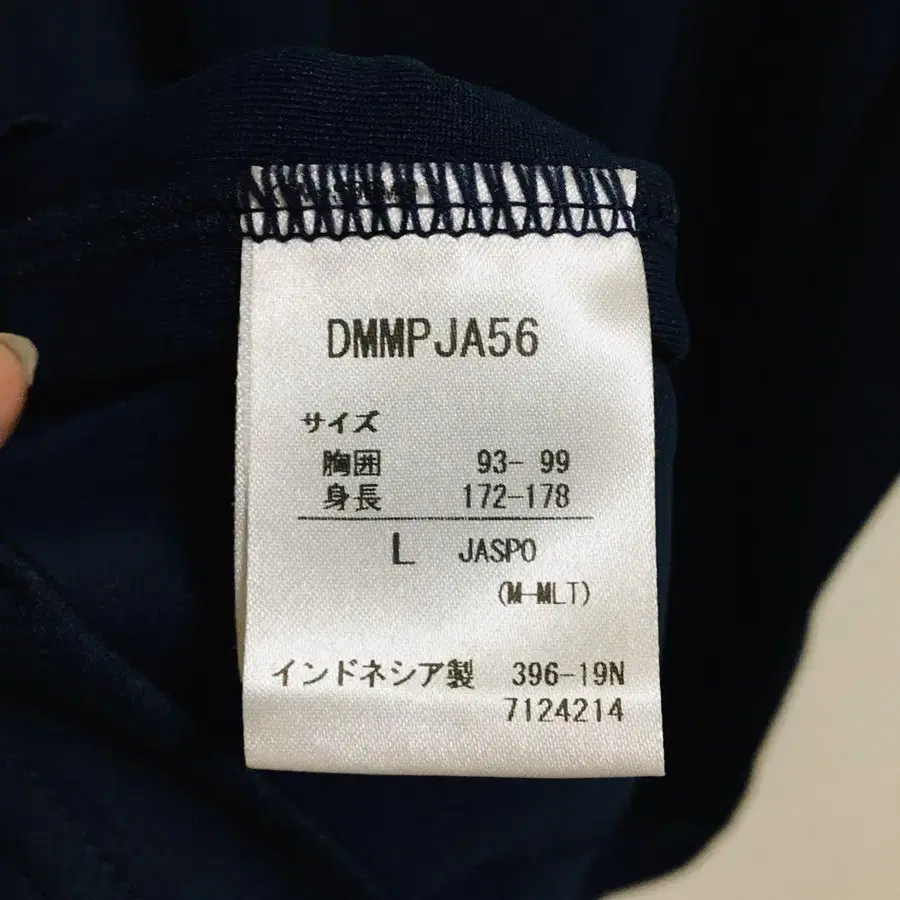 DMMPJA56
サイズ
胸囲 93- 99
身長 172-178
L JASPO
(M-MLT)
インドネシア製 396-19N
7124214